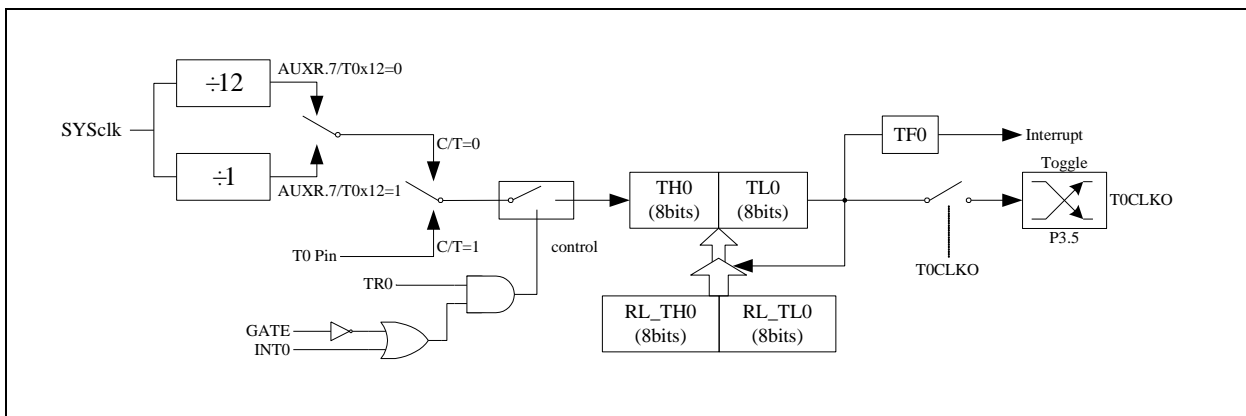 ÷12
AUXR.7/T0x12=0
SYSclk
÷1
AUXR.7/T0x12=1
C/T=0
C/T=1
T0 Pin
control
TR0
GATE
INT0
TH0
(8bits)
TL0
(8bits)
RL_TH0
(8bits)
RL_TL0
(8bits)
TF0
Interrupt
Toggle
T0CLKO
P3.5
T0CLKO